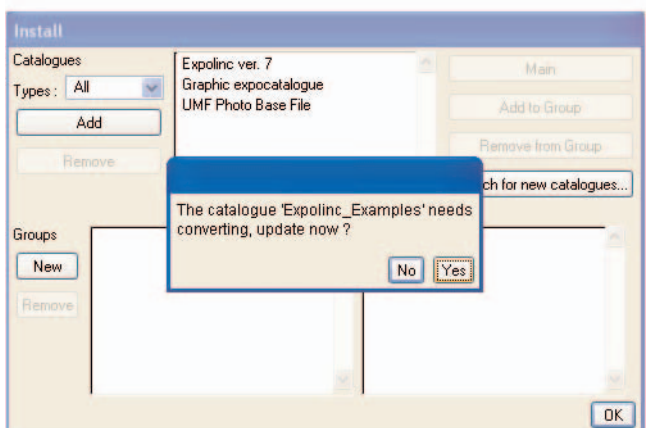 Install
Catalogues
Types : All
Add
Remove
Expolinc ver. 7
Graphic expocatalogue
UMF Photo Base File
Main
Add to Group
Remove from Group
ch for new catalogues...
The catalogue 'Expolinc_Examples' needs
converting, update now ?
No Yes
Groups
New
Remove
OK